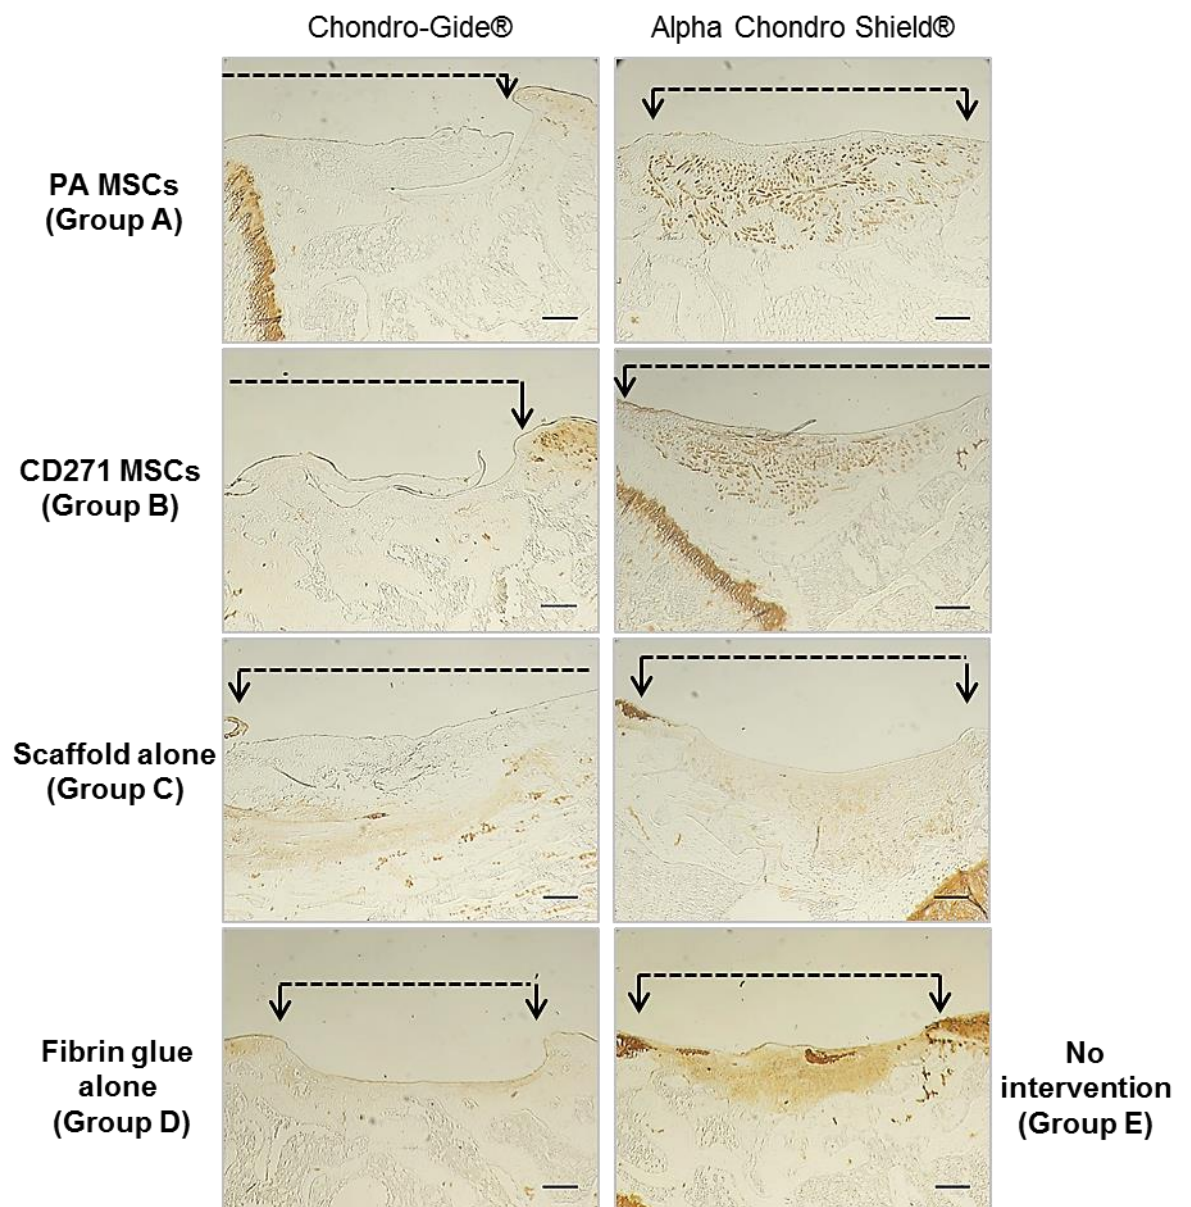 Chondro-Gide®
Alpha Chondro Shield®
PA MSCs
(Group A)
CD271 MSCs
(Group B)
Scaffold alone
(Group C)
Fibrin glue
alone
(Group D)
No
intervention
(Group E)